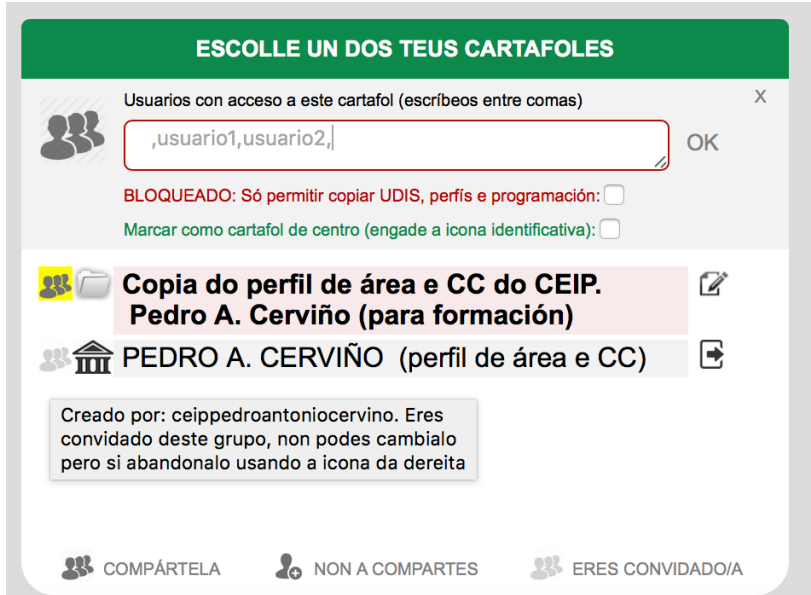 ESCOLLE UN DOS TEUS CARTAFOLES
Usuarios con acceso a este cartafol (escríbeos entre comas)
X
,usuario1,usuario2,
OK
BLOQUEADO: Só permitir copiar UDIS, perfís e programación:
Marcar como cartafol de centro (engade a icona identificativa):
Copia do perfil de área e CC do CEIP.
Pedro A. Cerviño (para formación)
PEDRO A. CERVIÑO (perfil de área e CC)
Creado por: ceippedroantoniocervino. Eres
convidado deste grupo, non podes cambialo
pero si abandonalo usando a icona da dereita
COMPÁRTELA
NON A COMPARTES
ERES CONVIDADO/A